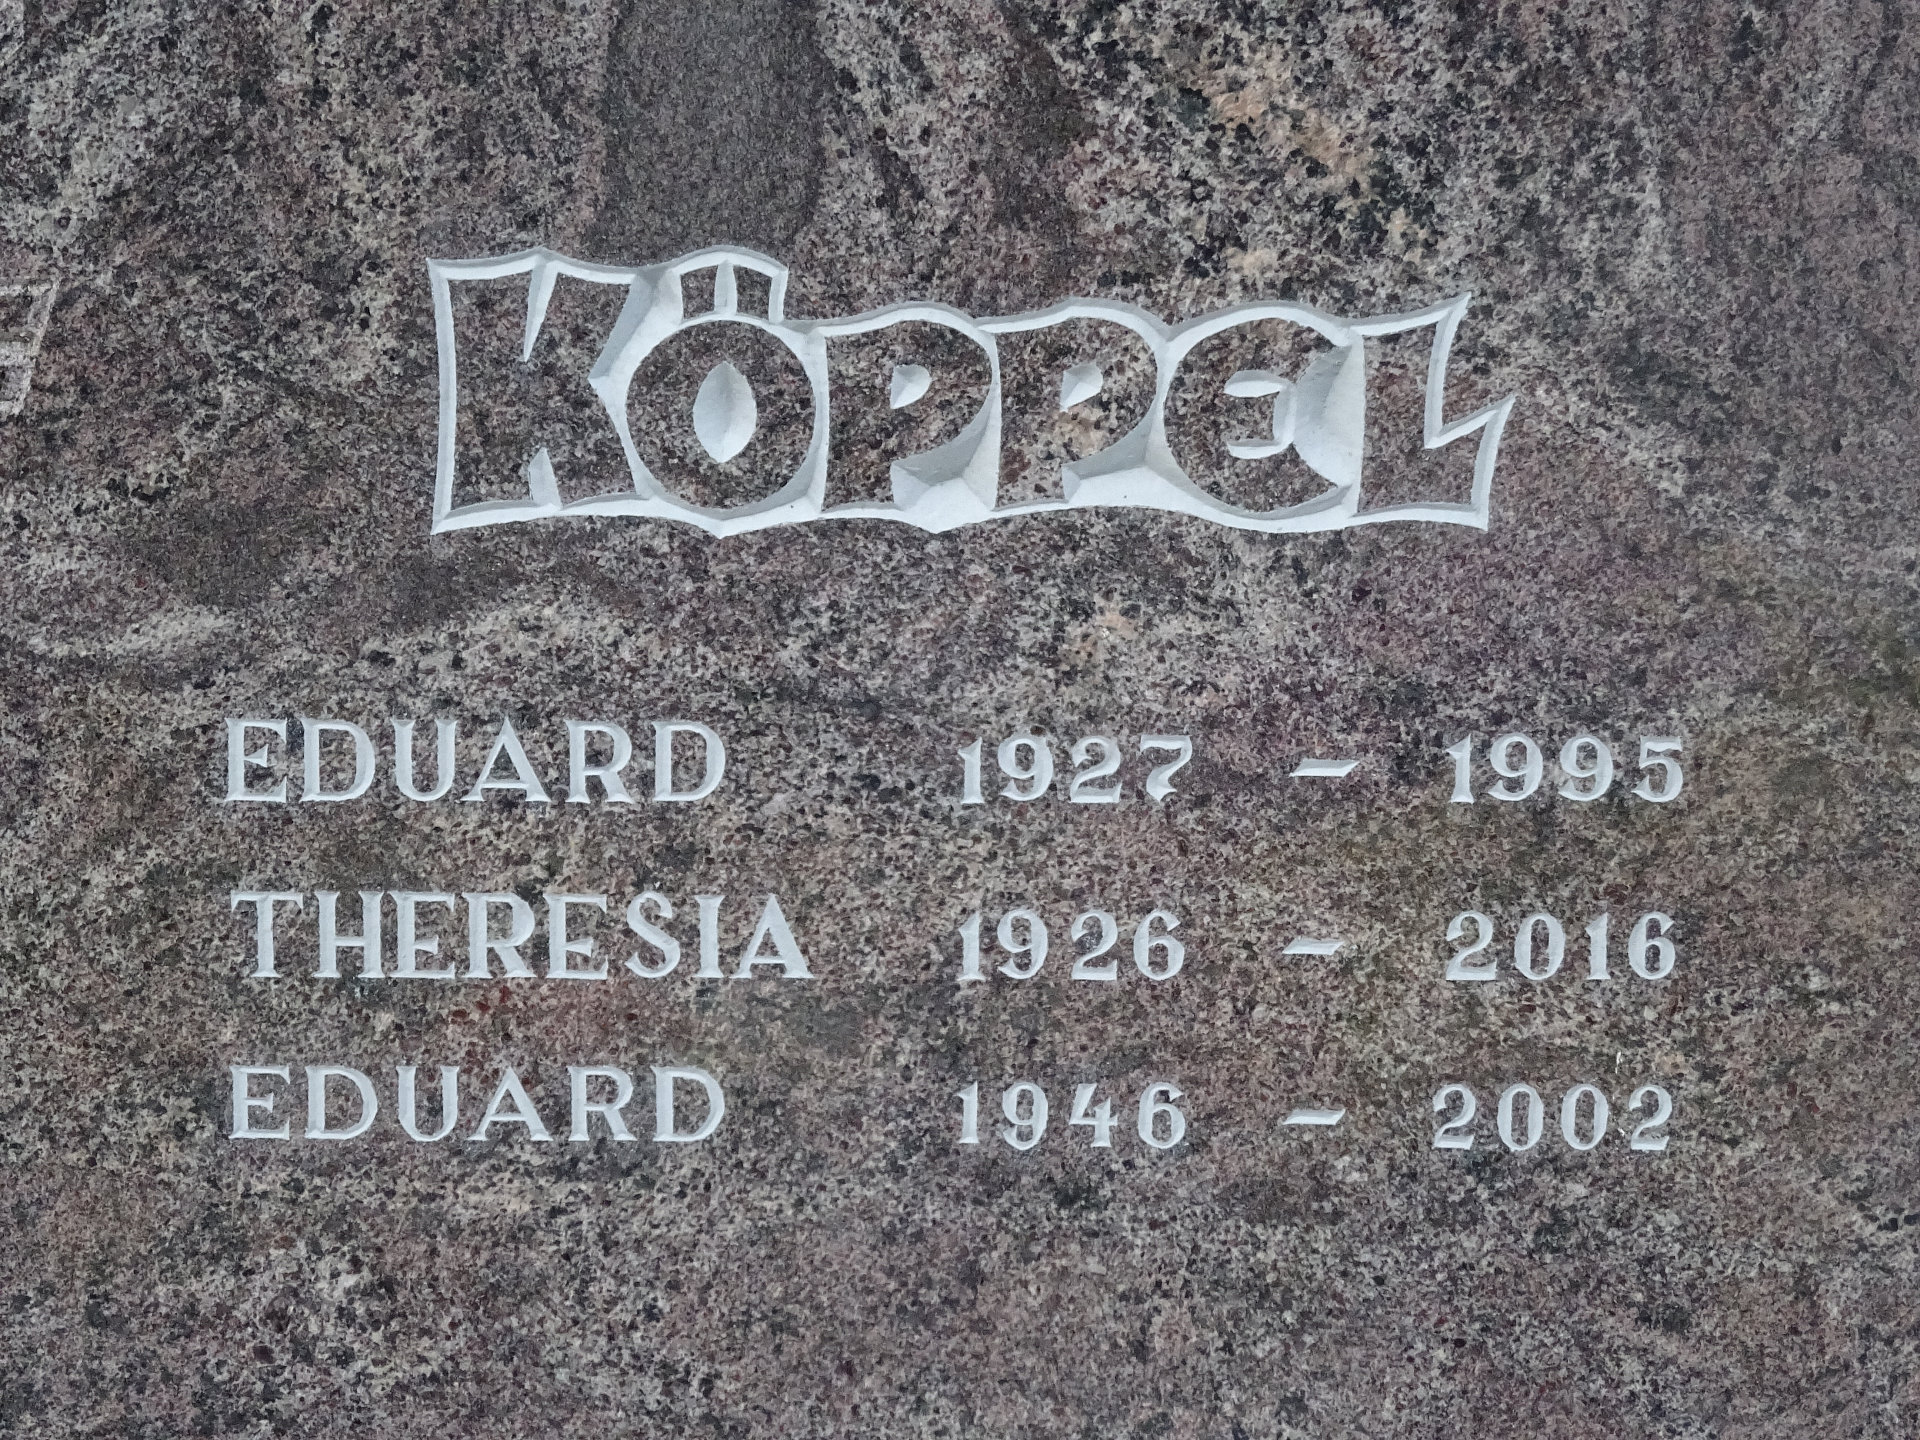 KÖPPEL
EDUARD 1927 – 1995
THERESIA 1926 – 2016
EDUARD 1946 – 2002